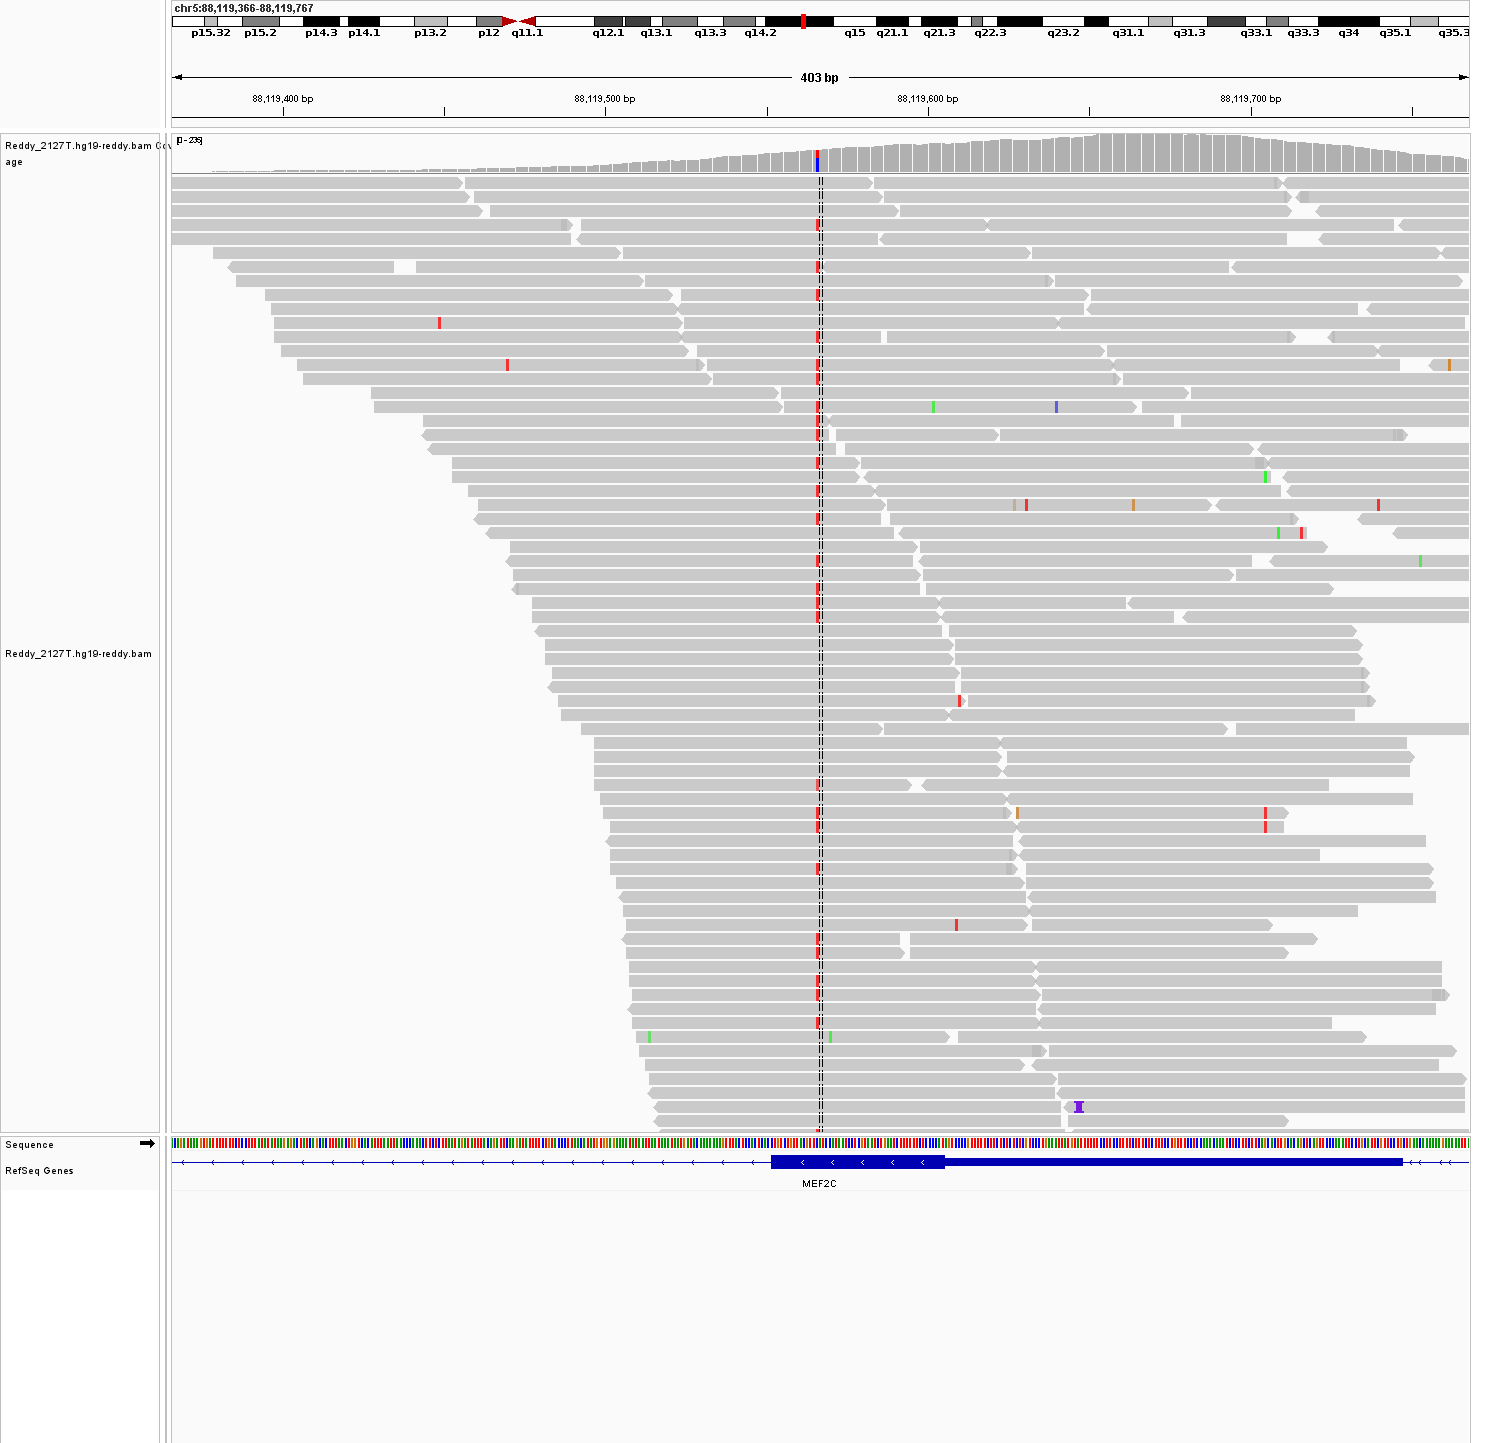 chr5:88,119,366-88,119,767
p15.32 p15.2 p14.3 p14.1 p13.2 p12 q11.1 q12.1 q13.1 q13.3 q14.2 q15 q21.1 q21.3 q22.3 q23.2 q31.1 q31.3 q33.1 q33.3 q34 q35.1 q35.3
403 bp
88,119,400 bp 88,119,500 bp 88,119,600 bp 88,119,700 bp
Reddy_2127T.hg19-reddy.bam Cov
age
Reddy_2127T.hg19-reddy.bam
Sequence
RefSeq Genes
MEF2C